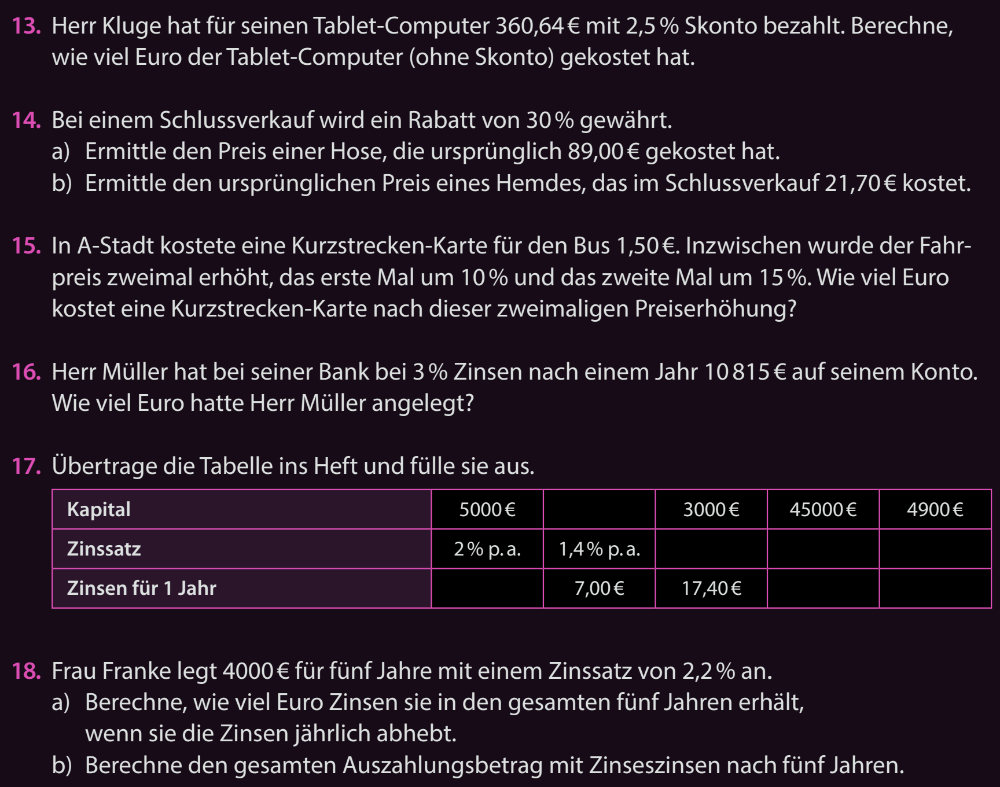 13. Herr Kluge hat für seinen Tablet-Computer 360,64 € mit 2,5 % Skonto bezahlt. Berechne,
wie viel Euro der Tablet-Computer (ohne Skonto) gekostet hat.
14. Bei einem Schlussverkauf wird ein Rabatt von 30 % gewährt.
a) Ermittle den Preis einer Hose, die ursprünglich 89,00 € gekostet hat.
b) Ermittle den ursprünglichen Preis eines Hemdes, das im Schlussverkauf 21,70 € kostet.
15. In A-Stadt kostete eine Kurzstrecken-Karte für den Bus 1,50 €. Inzwischen wurde der Fahr-
preis zweimal erhöht, das erste Mal um 10 % und das zweite Mal um 15 %. Wie viel Euro
kostet eine Kurzstrecken-Karte nach dieser zweimaligen Preiserhöhung?
16. Herr Müller hat bei seiner Bank bei 3 % Zinsen nach einem Jahr 10 815 € auf seinem Konto.
Wie viel Euro hatte Herr Müller angelegt?
17. Übertrage die Tabelle ins Heft und fülle sie aus.
Kapital 5000 € 3000 € 45000 € 4900 €
Zinssatz 2 % p. a. 1,4 % p. a.
Zinsen für 1 Jahr 7,00 € 17,40 €
18. Frau Franke legt 4000 € für fünf Jahre mit einem Zinssatz von 2,2 % an.
a) Berechne, wie viel Euro Zinsen sie in den gesamten fünf Jahren erhält,
wenn sie die Zinsen jährlich abhebt.
b) Berechne den gesamten Auszahlungsbetrag mit Zinseszinsen nach fünf Jahren.